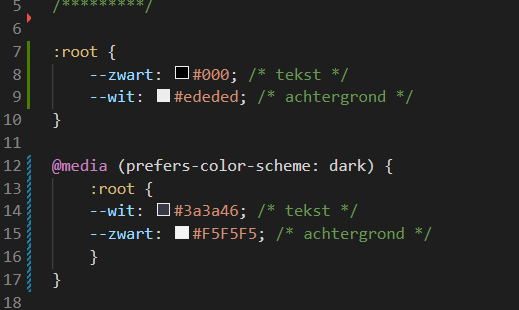 5 /*********/
6
7 :root {
8 --zwart: #000; /* tekst */
9 --wit: #ededed; /* achtergrond */
10 }
11
12 @media (prefers-color-scheme: dark) {
13 :root {
14 --wit: #3a3a46; /* tekst */
15 --zwart: #F5F5F5; /* achtergrond */
16 }
17 }
18